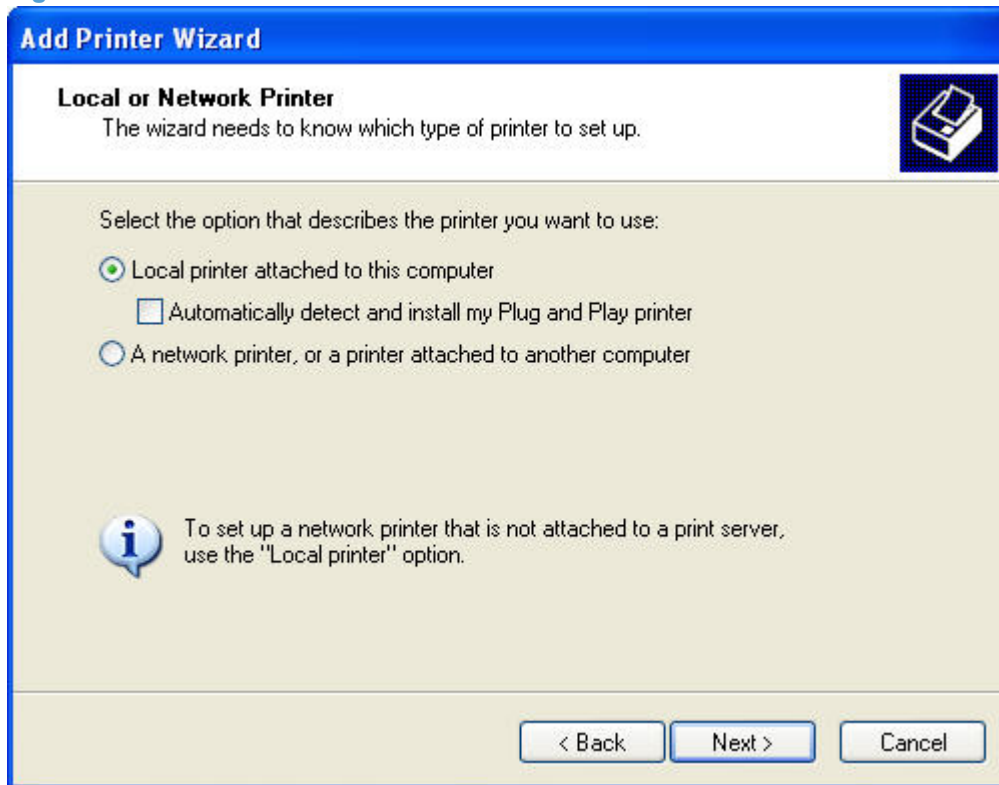 Add Printer Wizard
Local or Network Printer
The wizard needs to know which type of printer to set up.
Select the option that describes the printer you want to use:
Local printer attached to this computer
Automatically detect and install my Plug and Play printer
A network printer, or a printer attached to another computer
To set up a network printer that is not attached to a print server,
use the "Local printer" option.
< Back
Next >
Cancel